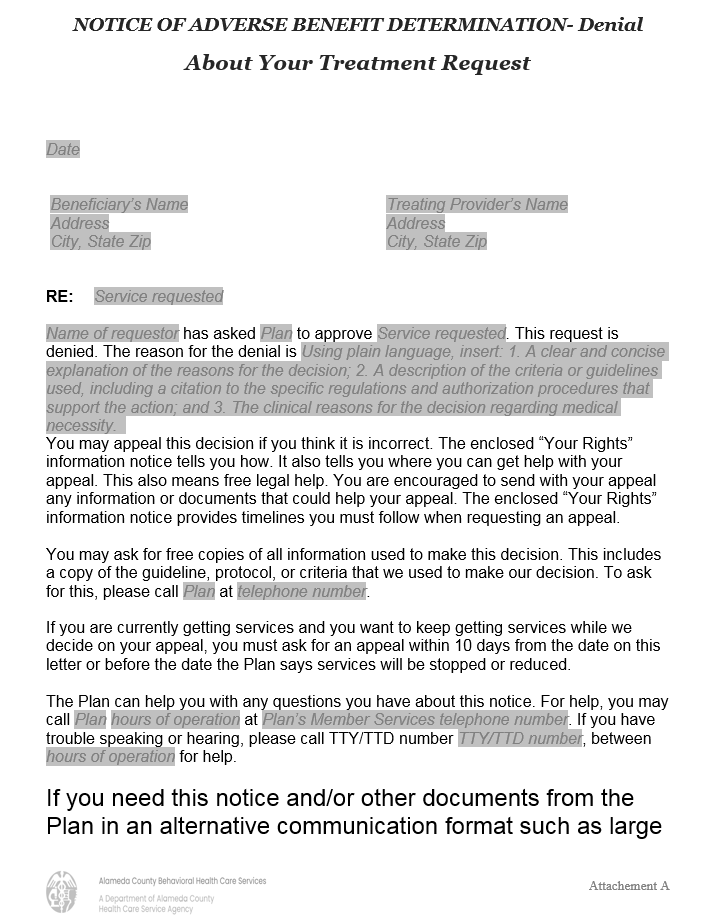 NOTICE OF ADVERSE BENEFIT DETERMINATION- Denial
About Your Treatment Request
Date
Beneficiary’s Name
Address
City, State Zip
Treating Provider’s Name
Address
City, State Zip
RE: Service requested
Name of requestor has asked Plan to approve Service requested. This request is
denied. The reason for the denial is Using plain language, insert: 1. A clear and concise
explanation of the reasons for the decision; 2. A description of the criteria or guidelines
used, including a citation to the specific regulations and authorization procedures that
support the action; and 3. The clinical reasons for the decision regarding medical
necessity.
You may appeal this decision if you think it is incorrect. The enclosed “Your Rights”
information notice tells you how. It also tells you where you can get help with your
appeal. This also means free legal help. You are encouraged to send with your appeal
any information or documents that could help your appeal. The enclosed “Your Rights”
information notice provides timelines you must follow when requesting an appeal.
You may ask for free copies of all information used to make this decision. This includes
a copy of the guideline, protocol, or criteria that we used to make our decision. To ask
for this, please call Plan at telephone number.
If you are currently getting services and you want to keep getting services while we
decide on your appeal, you must ask for an appeal within 10 days from the date on this
letter or before the date the Plan says services will be stopped or reduced.
The Plan can help you with any questions you have about this notice. For help, you may
call Plan hours of operation at Plan’s Member Services telephone number. If you have
trouble speaking or hearing, please call TTY/TTD number TTY/TTD number, between
hours of operation for help.
If you need this notice and/or other documents from the
Plan in an alternative communication format such as large
Alameda County Behavioral Health Care Services
A Department of Alameda County
Health Care Service Agency
Attachement A